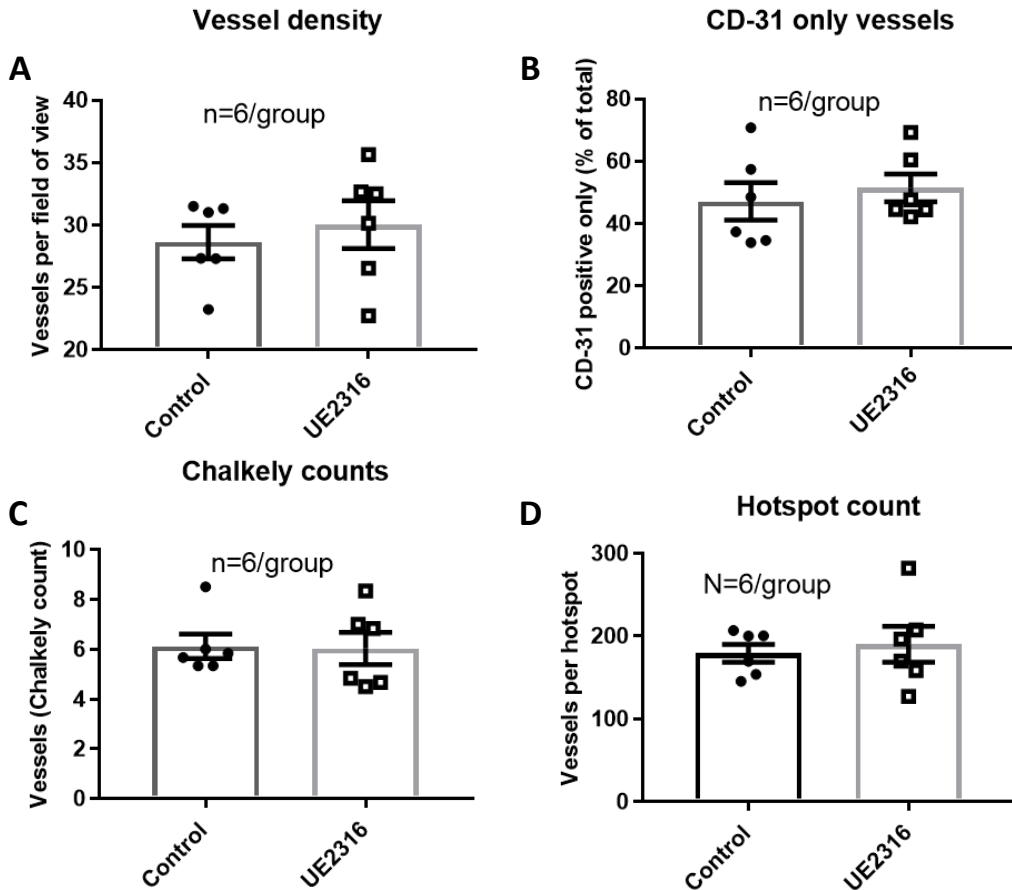 Vessel density
A
Vessels per field of view
40
35
30
25
20
n=6/group
Control
UE2316
CD-31 only vessels
B
CD-31 positive only (% of total)
80
60
40
20
0
n=6/group
Control
UE2316
Chalkely counts
C
Vessels (Chalkely count)
10
8
6
4
2
0
n=6/group
Control
UE2316
Hotspot count
D
Vessels per hotspot
300
200
100
0
N=6/group
Control
UE2316